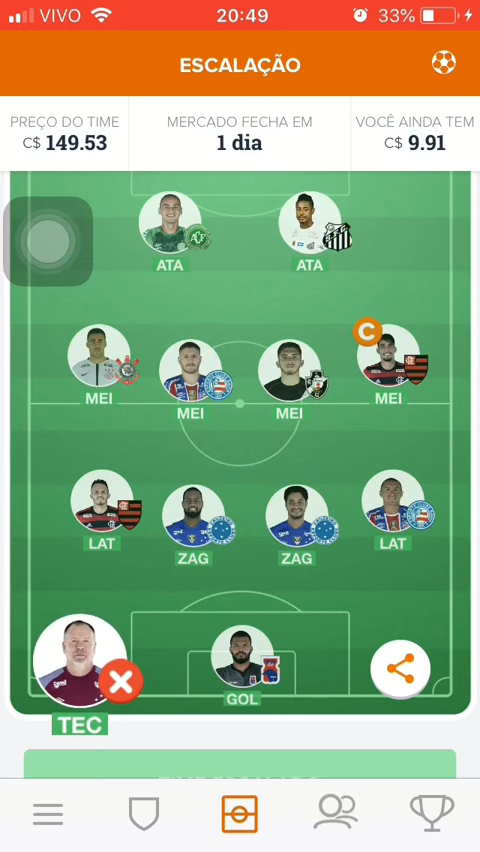 VIVO 20:49 33%
ESCALAÇÃO
PREÇO DO TIME MERCADO FECHA EM VOCÊ AINDA TEM
C$ 149.53 1 dia C$ 9.91
ATA ATA
C
MEI MEI MEI MEI
LAT ZAG ZAG LAT
TEC GOL